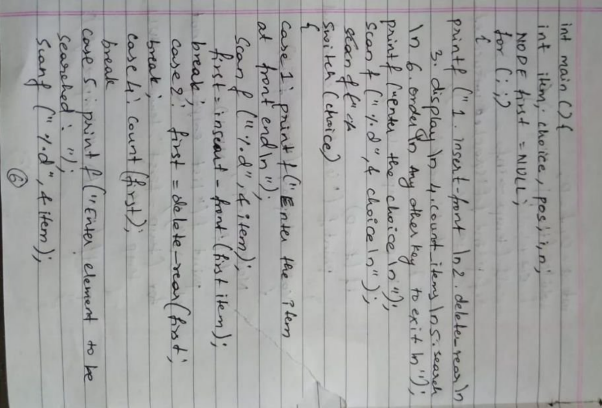 int main () {
int item, choice, pos, i, n;
NODE first = NULL;
for ( ; ; )
{
printf ("1. insert-front \n 2. delete-rear \n
3. display \n 4. count_items \n 5. search
\n 6. order \n Any other key to exit \n");
printf ("enter the choice \n");
scanf ("%d", & choice \n");
scanf ("%
switch (choice)
{
case 1: printf ("Enter the item
at front end \n");
scanf ("%d", & item);
first = insert - front (first item);
break;
case 2: first = delete-rear (first;
break;
case 4: count (first);
break
case 5: printf ("Enter element to be
searched: ");
scanf ("%d", & item);
6